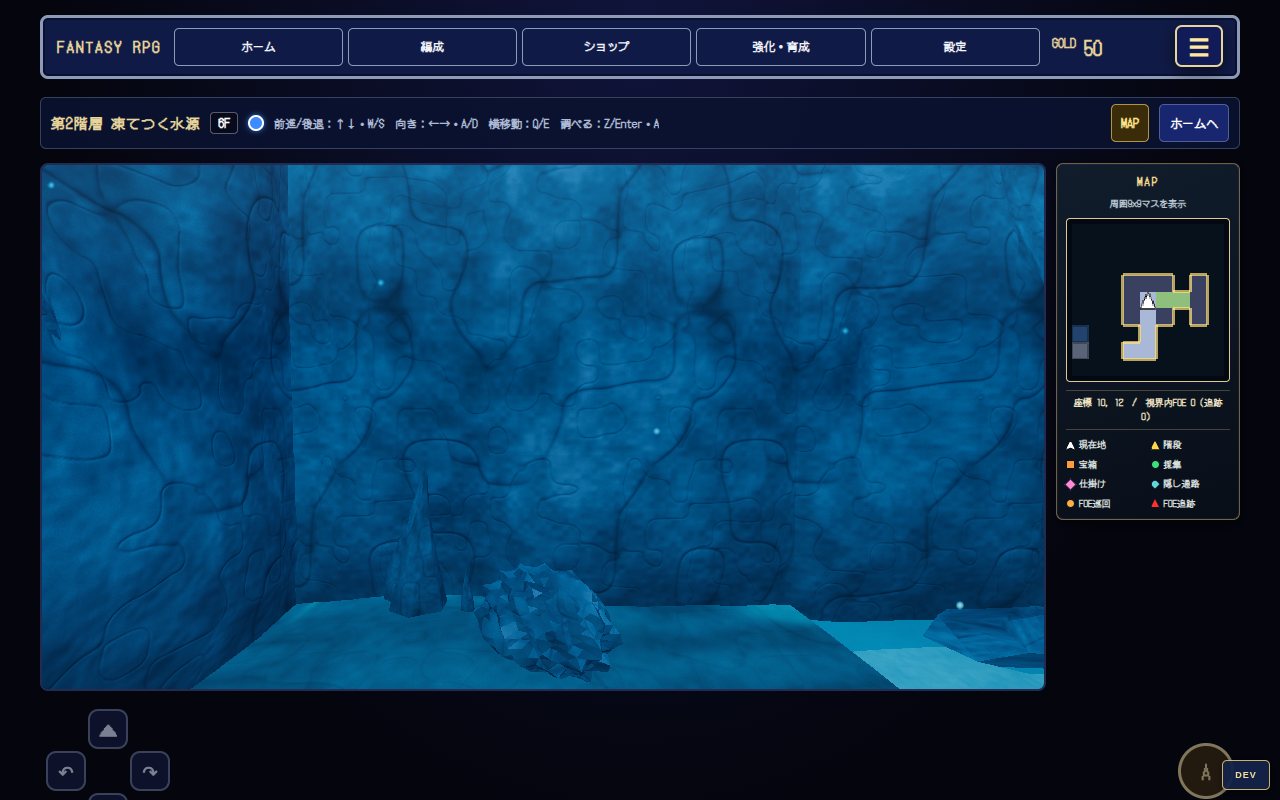 FANTASY RPG
ホーム
編成
ショップ
強化・育成
設定
GOLD 50
第2階層 凍てつく水源
6F
前進/後退：↑↓・W/S 向き：←→・A/D 横移動：Q/E 調べる：Z/Enter・A
MAP
ホームへ
MAP
周囲9x9マスを表示
座標 10, 12 / 視界内FOE 0（追跡
0）
現在地
階段
宝箱
採集
仕掛け
隠し通路
FOE巡回
FOE追跡
A
DEV